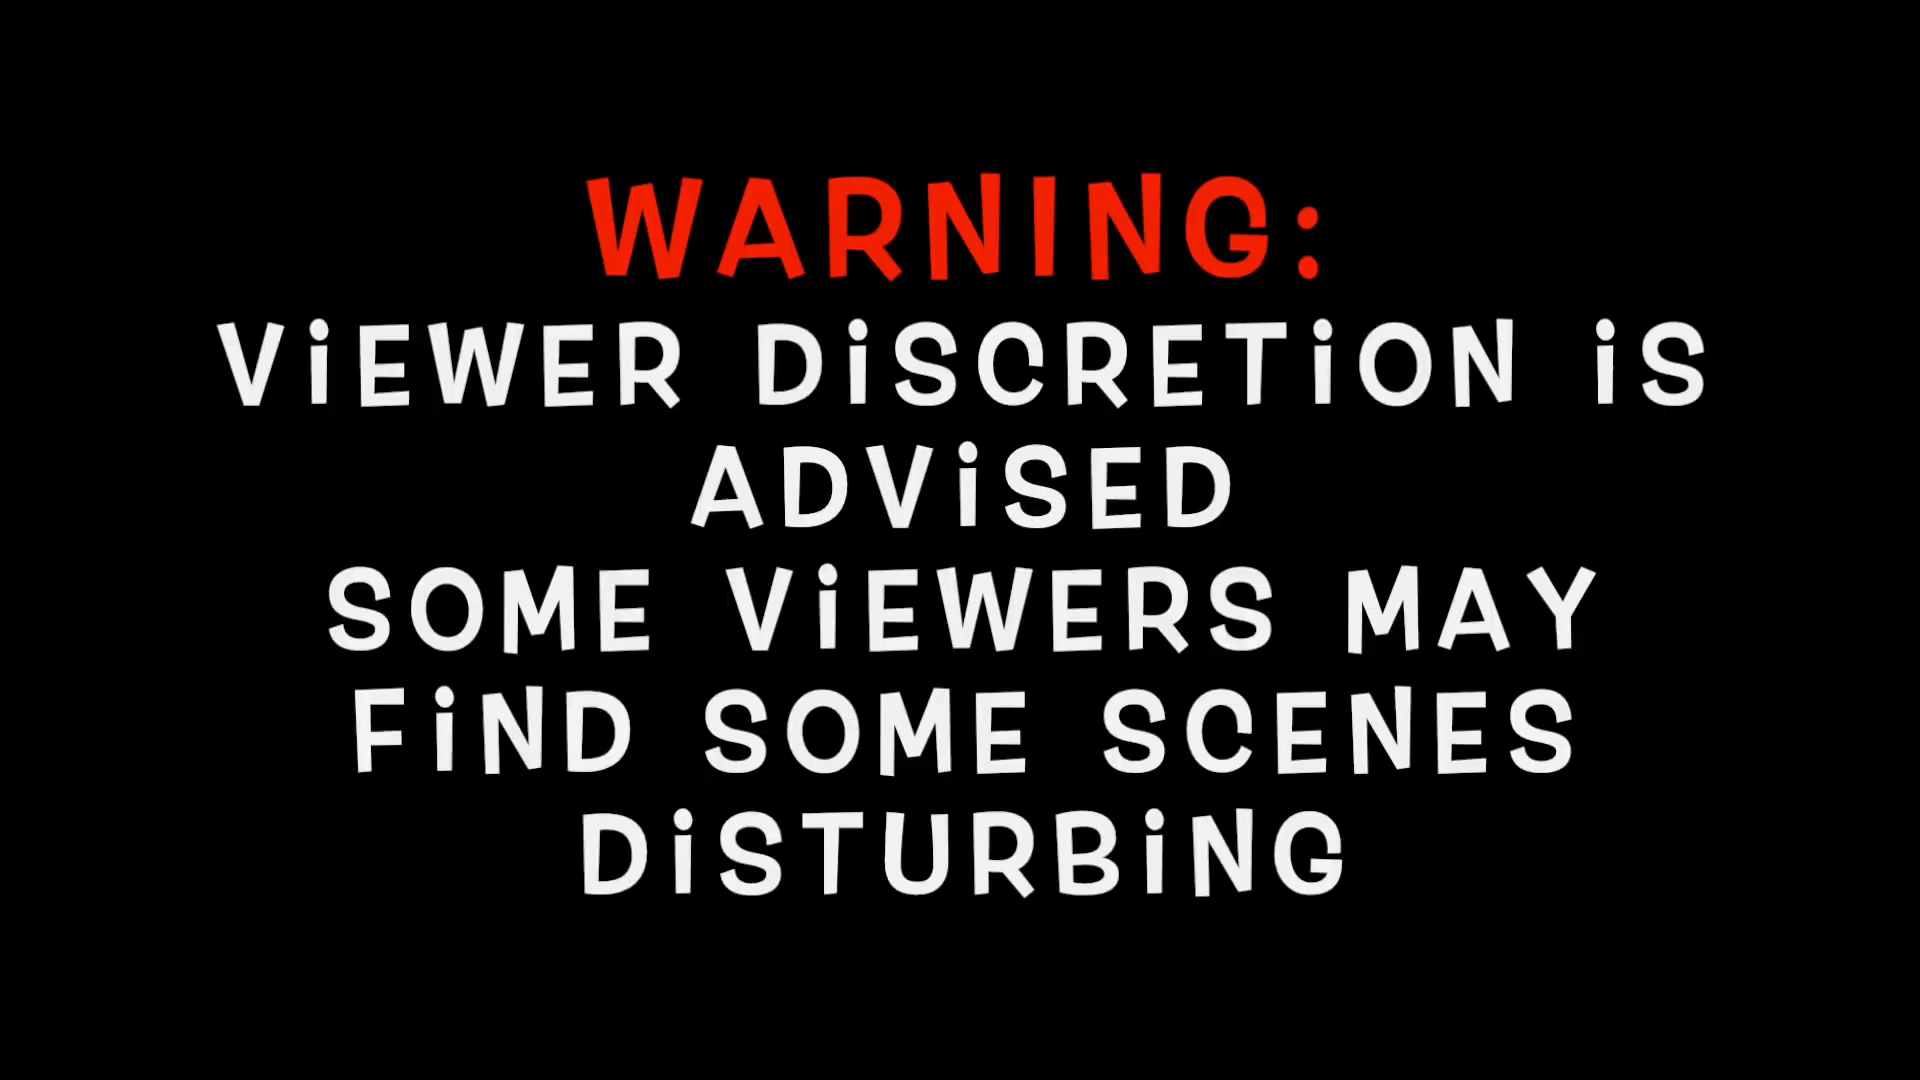 WARNING:
ViEWER DiSCRETiON iS
ADViSED
SOME ViEWERS MAY
FiND SOME SCENES
DiSTURBiNG